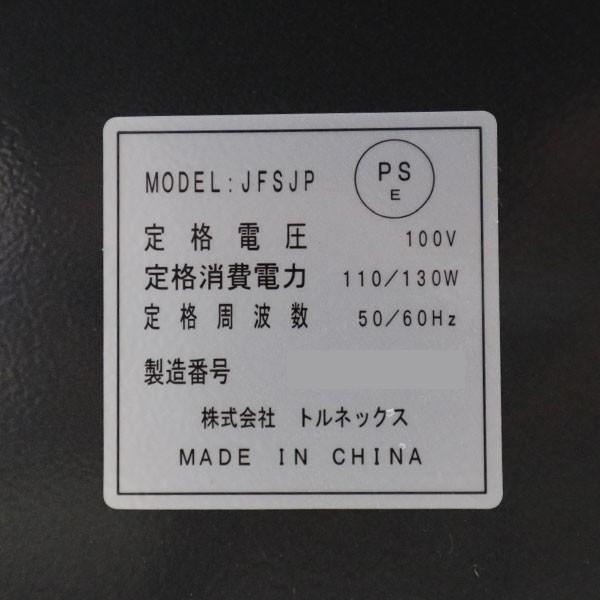 MODEL: JFSJP
PS
E
定格電圧 100V
定格消費電力 110/130W
定格周波数 50/60Hz
製造番号
株式会社 トルネックス
MADE IN CHINA